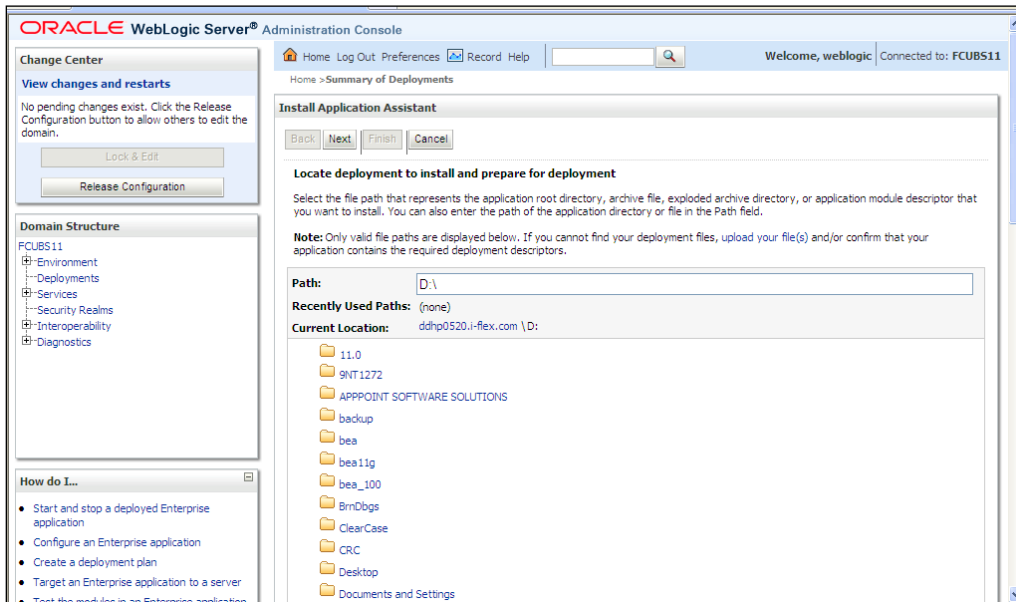 ORACLE WebLogic Server® Administration Console
Change Center
View changes and restarts
No pending changes exist. Click the Release
Configuration button to allow others to edit the
domain.
Lock & Edit
Release Configuration
Domain Structure
FCUBS11
Environment
Deployments
Services
Security Realms
Interoperability
Diagnostics
How do I...
Start and stop a deployed Enterprise
application
Configure an Enterprise application
Create a deployment plan
Target an Enterprise application to a server
Test the modules in an Enterprise application
Home Log Out Preferences Record Help
Welcome, weblogic Connected to: FCUBS11
Home >Summary of Deployments
Install Application Assistant
Back Next Finish Cancel
Locate deployment to install and prepare for deployment
Select the file path that represents the application root directory, archive file, exploded archive directory, or application module descriptor that
you want to install. You can also enter the path of the application directory or file in the Path field.
Note: Only valid file paths are displayed below. If you cannot find your deployment files, upload your file(s) and/or confirm that your
application contains the required deployment descriptors.
Path: D:\
Recently Used Paths: (none)
Current Location: ddhp0520.i-flex.com \D:
11.0
9NT1272
APPPOINT SOFTWARE SOLUTIONS
backup
bea
bea11g
bea_100
BrnDbgs
ClearCase
CRC
Desktop
Documents and Settings